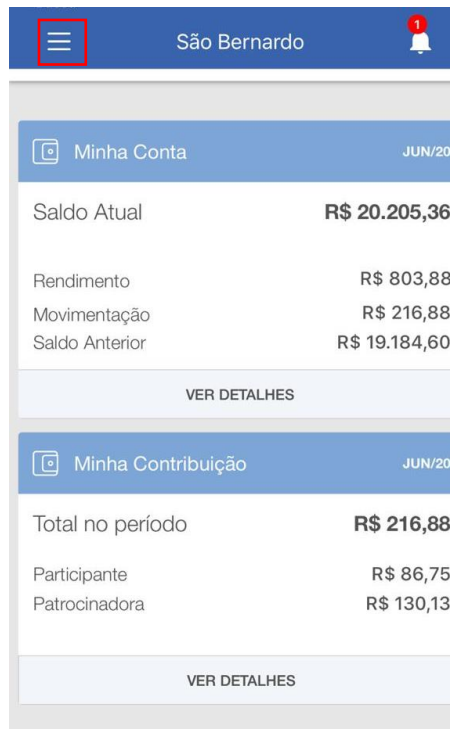 São Bernardo
1
Minha Conta JUN/20
Saldo Atual R$ 20.205,36
Rendimento R$ 803,88
Movimentação R$ 216,88
Saldo Anterior R$ 19.184,60
VER DETALHES
Minha Contribuição JUN/20
Total no período R$ 216,88
Participante R$ 86,75
Patrocinadora R$ 130,13
VER DETALHES